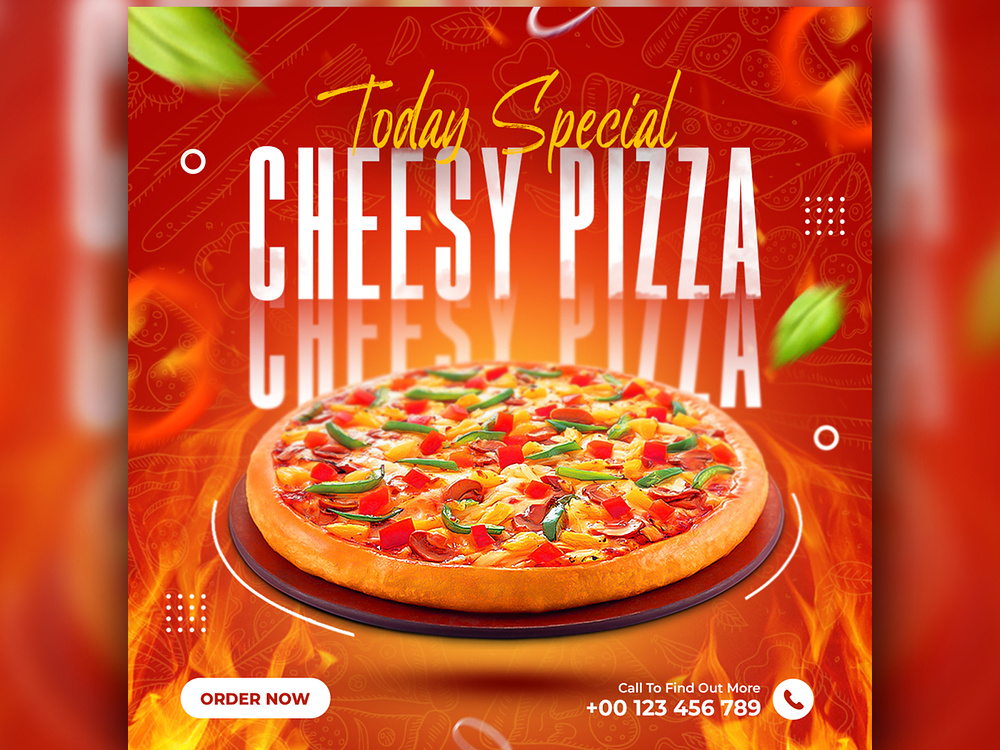 Today Special
CHEESY PIZZA
CHEESY PIZZA
ORDER NOW
Call To Find Out More
+00 123 456 789